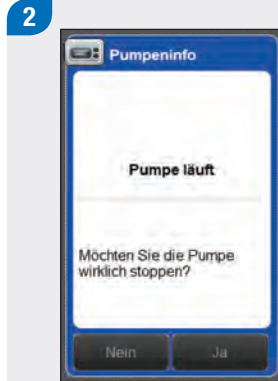 2
Pumpeninfo
Pumpe läuft
Möchten Sie die Pumpe
wirklich stoppen?
Nein
Ja